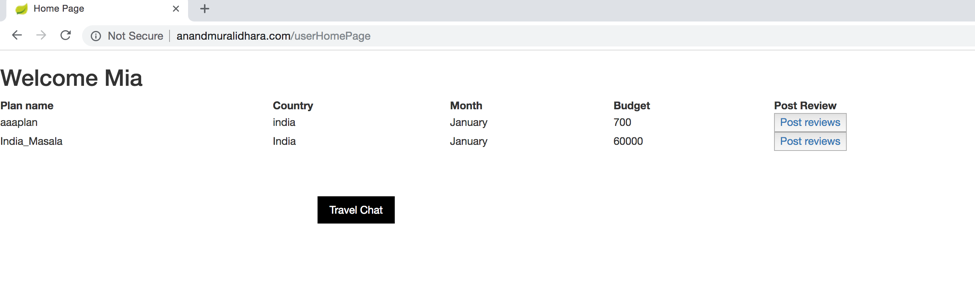 Home Page
Not Secure | anandmuralidhara.com/userHomePage
Welcome Mia
Plan name Country Month Budget Post Review
aaaplan india January 700 Post reviews
India_Masala India January 60000 Post reviews
Travel Chat